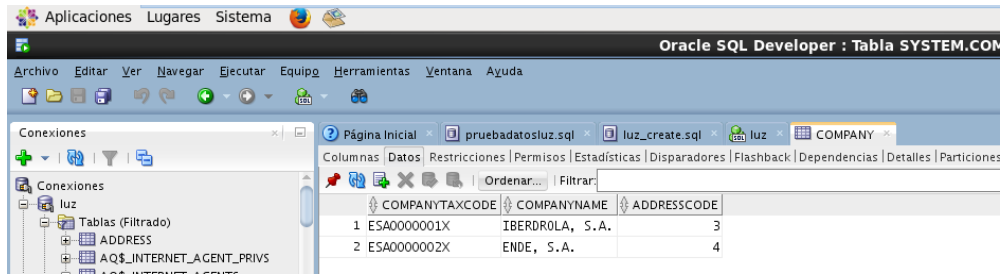 Aplicaciones Lugares Sistema
Oracle SQL Developer : Tabla SYSTEM.COM
Archivo Editar Ver Navegar Ejecutar Equipo Herramientas Ventana Ayuda
Conexiones
Página Inicial pruebadatosluz.sql luz_create.sql luz COMPANY
Columnas Datos Restricciones Permisos Estadísticas Disparadores Flashback Dependencias Detalles Particiones
Ordenar... Filtrar:
Conexiones
luz
Tablas (Filtrado)
ADDRESS
AQ$_INTERNET_AGENT_PRIVS
COMPANYTAXCODE COMPANYNAME ADDRESSCODE
1 ESA0000001X IBERDROLA, S.A. 3
2 ESA0000002X ENDE, S.A. 4